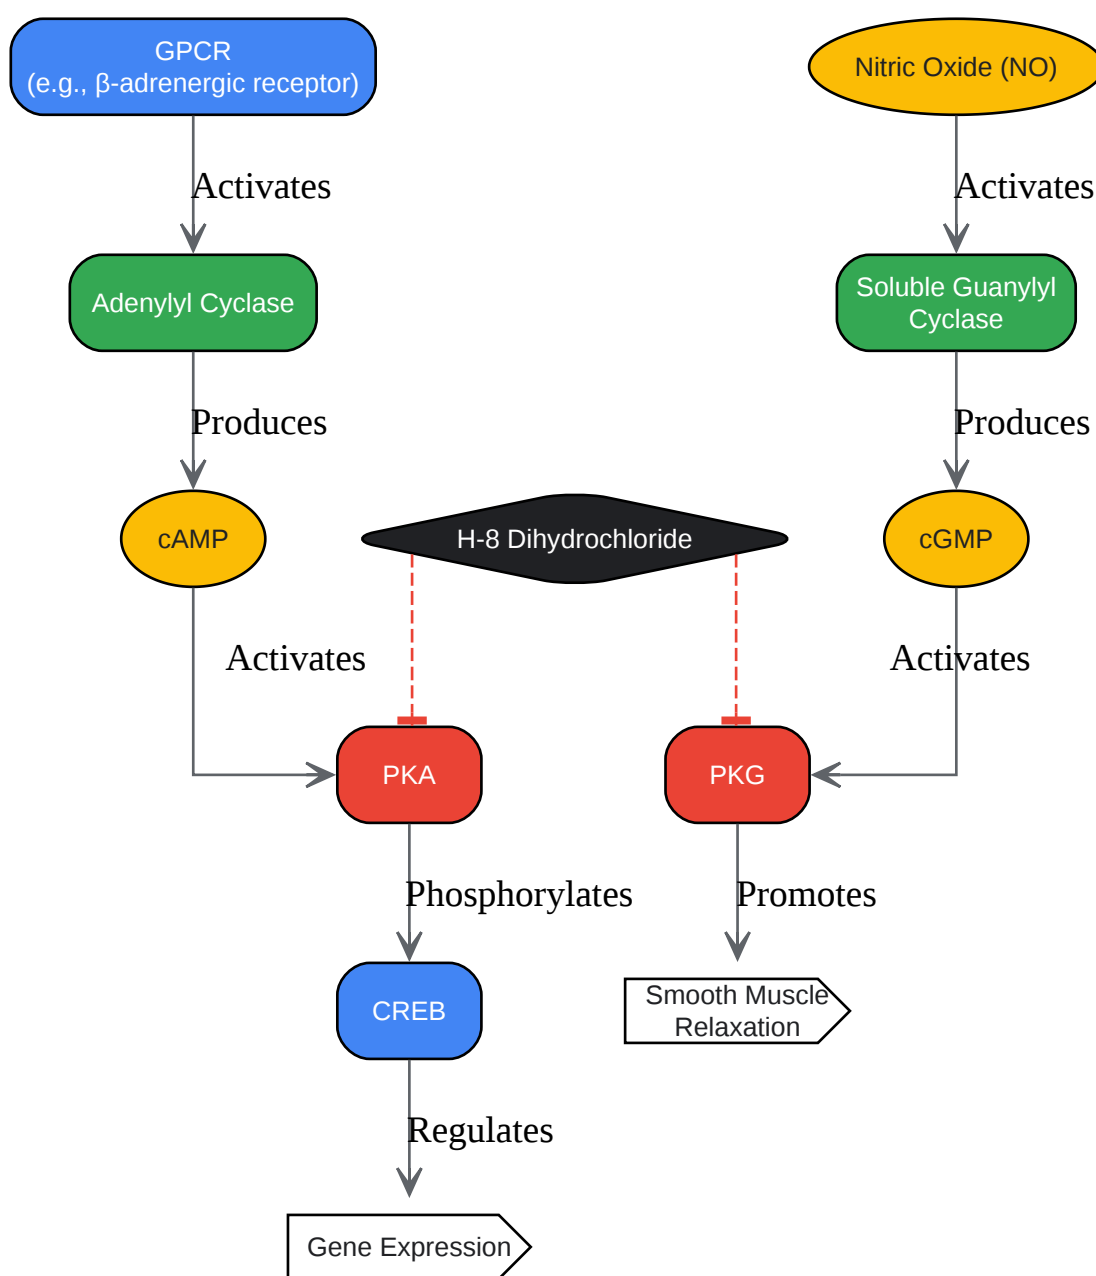 GPCR
(e.g., β-adrenergic receptor)
Nitric Oxide (NO)
Activates
Activates
Adenylyl Cyclase
Soluble Guanylyl
Cyclase
Produces
Produces
cAMP
H-8 Dihydrochloride
cGMP
Activates
Activates
PKA
PKG
Phosphorylates
Promotes
CREB
Smooth Muscle
Relaxation
Regulates
Gene Expression